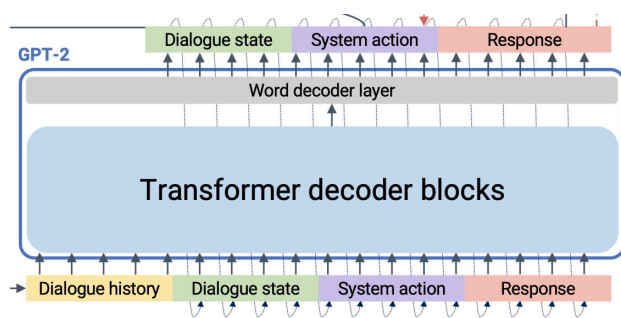 Dialogue state System action Response
GPT-2
Word decoder layer
Transformer decoder blocks
Dialogue history Dialogue state System action Response